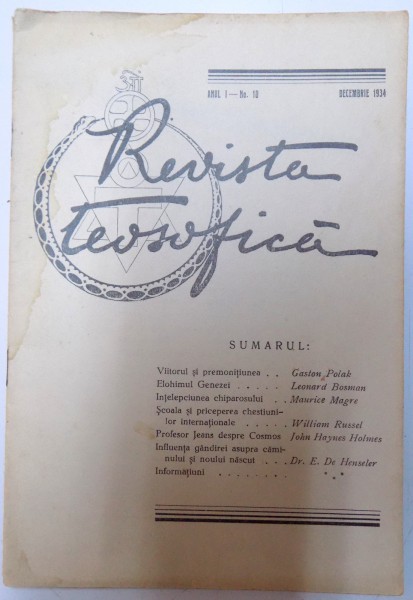 ॐ
ANUL I — No. 10 DECEMBRIE 1934
Revista
teosofică
SUMARUL:
Viitorul și premonițiunea . . Gaston Polak
Elohimul Genezei . . . . . Leonard Bosman
Ințelepciunea chiparosului . . Maurice Magre
Școala și priceperea chestiuni-
lor internaționale . . . . . William Russel
Profesor Jeans despre Cosmos John Haynes Holmes
Influența gândirei asupra cămi-
nului și noului născut . . . Dr. E. De Henseler
Informațiuni . . . . . . . * * *